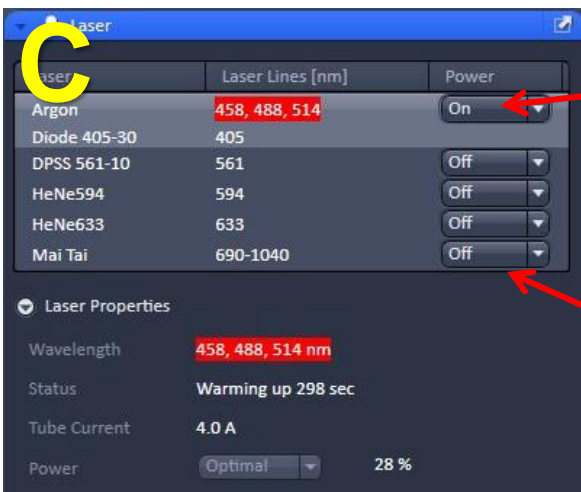 C
Laser
Laser Laser Lines [nm] Power
Argon 458, 488, 514 On
Diode 405-30 405
DPSS 561-10 561 Off
HeNe594 594 Off
HeNe633 633 Off
Mai Tai 690-1040 Off
Laser Properties
Wavelength 458, 488, 514 nm
Status Warming up 298 sec
Tube Current 4.0 A
Power Optimal 28 %